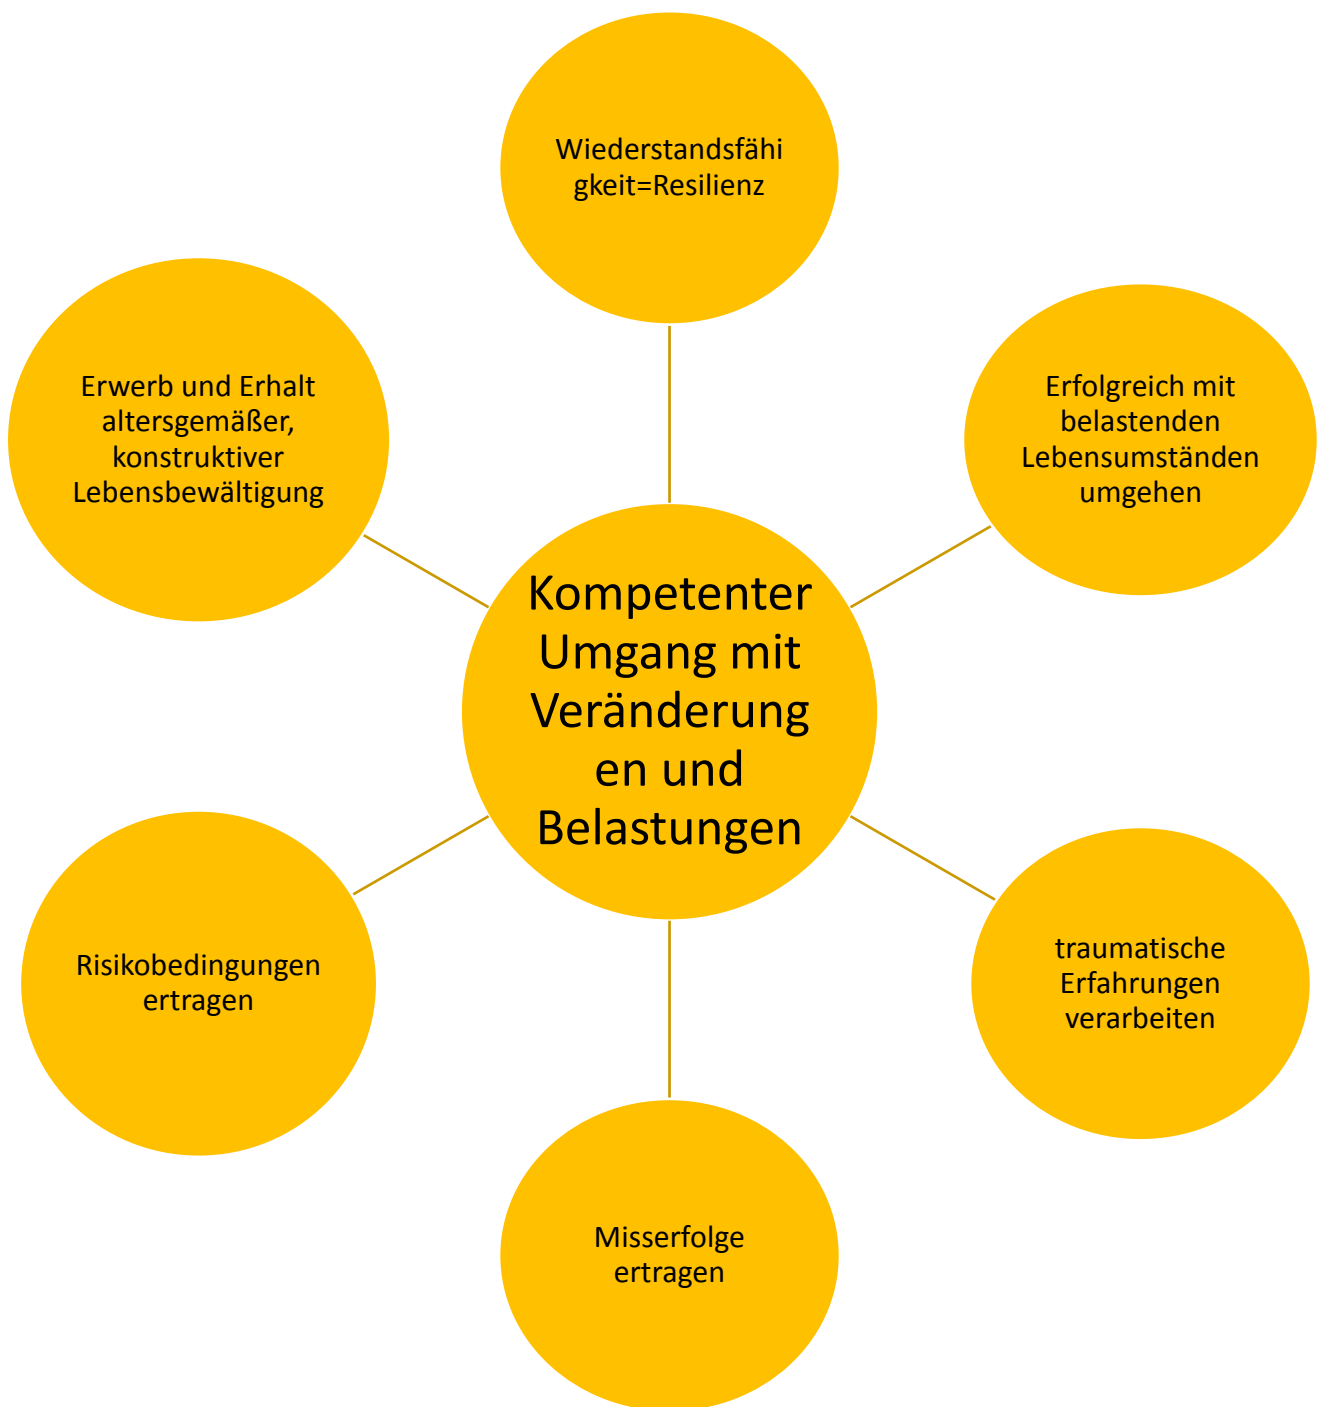 Wiederstandsfähi
gkeit=Resilienz
Erfolgreich mit
belastenden
Lebensumständen
umgehen
traumatische
Erfahrungen
verarbeiten
Misserfolge
ertragen
Risikobedingungen
ertragen
Erwerb und Erhalt
altersgemäßer,
konstruktiver
Lebensbewältigung
Kompetenter
Umgang mit
Veränderung
en und
Belastungen